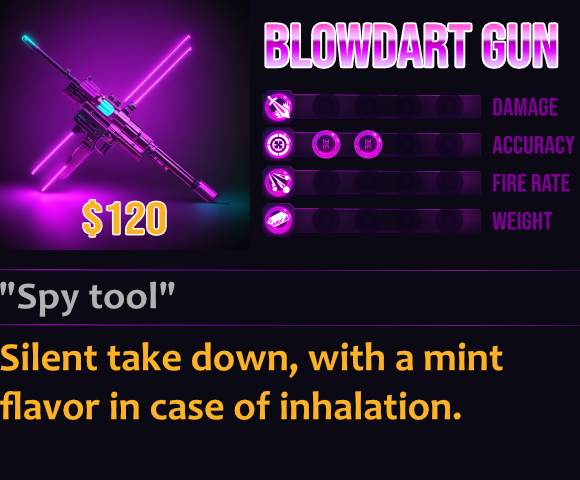 BLOWDART GUN
DAMAGE
ACCURACY
FIRE RATE
WEIGHT
$120
"Spy tool"
Silent take down, with a mint
flavor in case of inhalation.